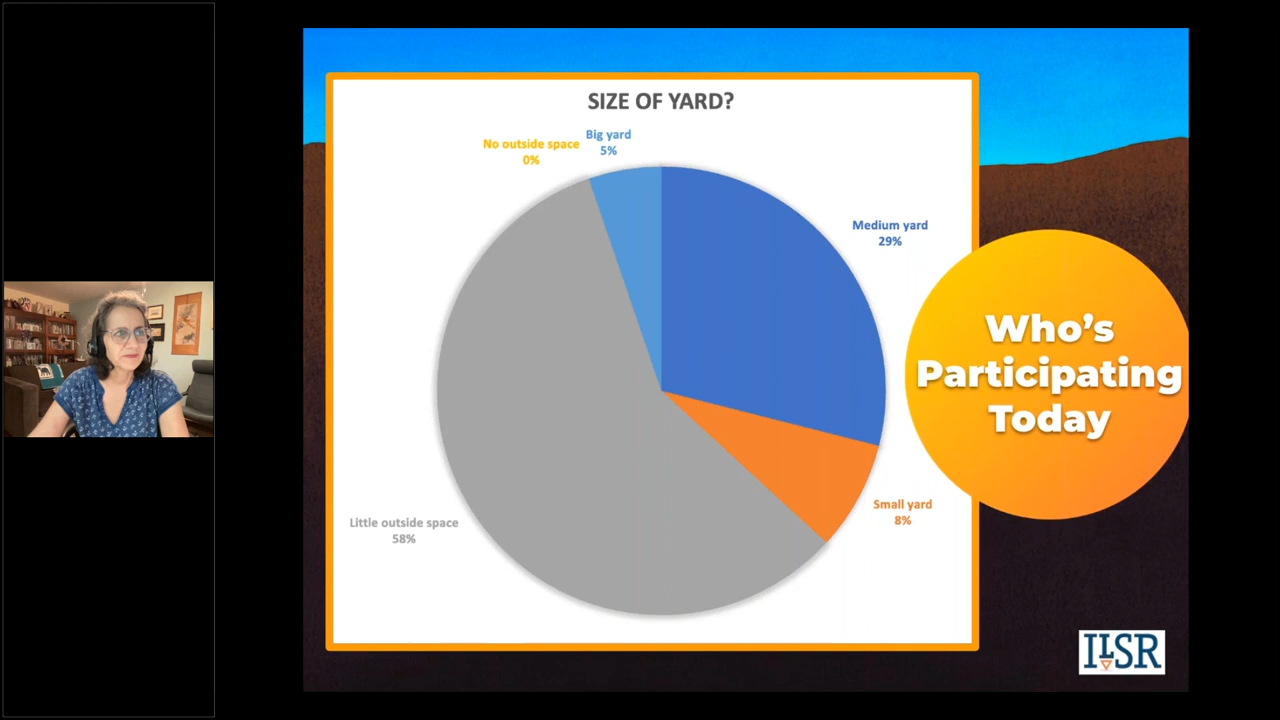 SIZE OF YARD?
No outside space
0%
Big yard
5%
Medium yard
29%
Small yard
8%
Little outside space
58%
Who's
Participating
Today
ILSR